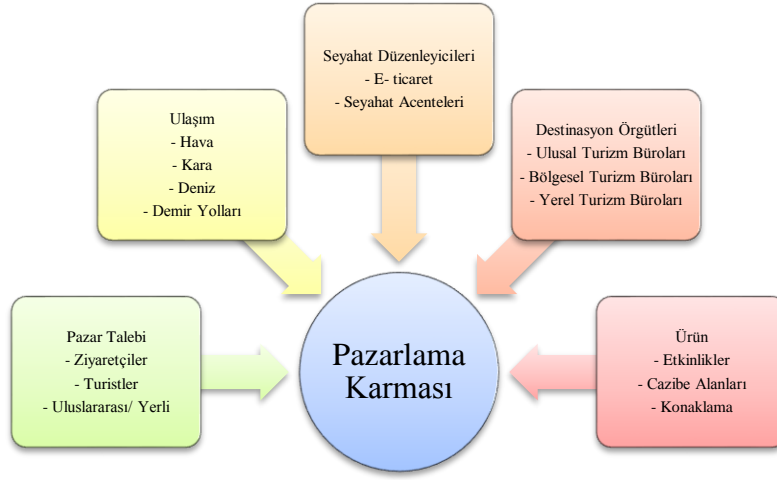 Seyahat Düzenleyicileri
- E- ticaret
- Seyahat Acenteleri
Ulaşım
- Hava
- Kara
- Deniz
- Demir Yolları
Destinasyon Örgütleri
- Ulusal Turizm Büroları
- Bölgesel Turizm Büroları
- Yerel Turizm Büroları
Pazar Talebi
- Ziyaretçiler
- Turistler
- Uluslararası/ Yerli
Pazarlama
Karması
Ürün
- Etkinlikler
- Cazibe Alanları
- Konaklama